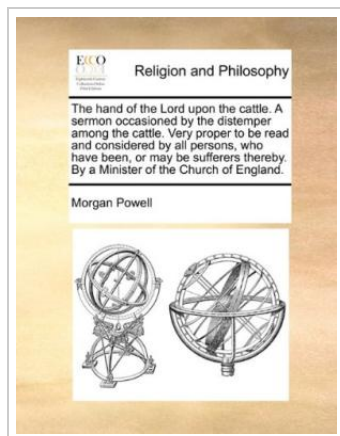 ECCO
Religion and Philosophy
The hand of the Lord upon the cattle. A
sermon occasioned by the distemper
among the cattle. Very proper to be read
and considered by all persons, who
have been, or may be sufferers thereby.
By a Minister of the Church of England.
Morgan Powell